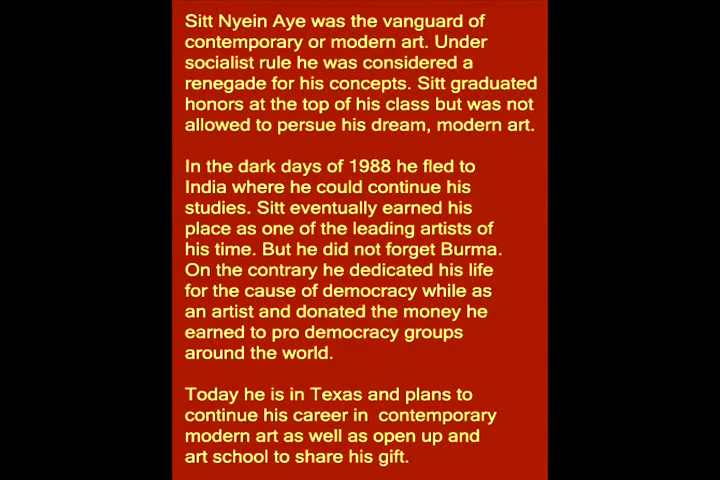 Sitt Nyein Aye was the vanguard of
contemporary or modern art. Under
socialist rule he was considered a
renegade for his concepts. Sitt graduated
honors at the top of his class but was not
allowed to persue his dream, modern art.
In the dark days of 1988 he fled to
India where he could continue his
studies. Sitt eventually earned his
place as one of the leading artists of
his time. But he did not forget Burma.
On the contrary he dedicated his life
for the cause of democracy while as
an artist and donated the money he
earned to pro democracy groups
around the world.
Today he is in Texas and plans to
continue his career in  contemporary
modern art as well as open up and
art school to share his gift.